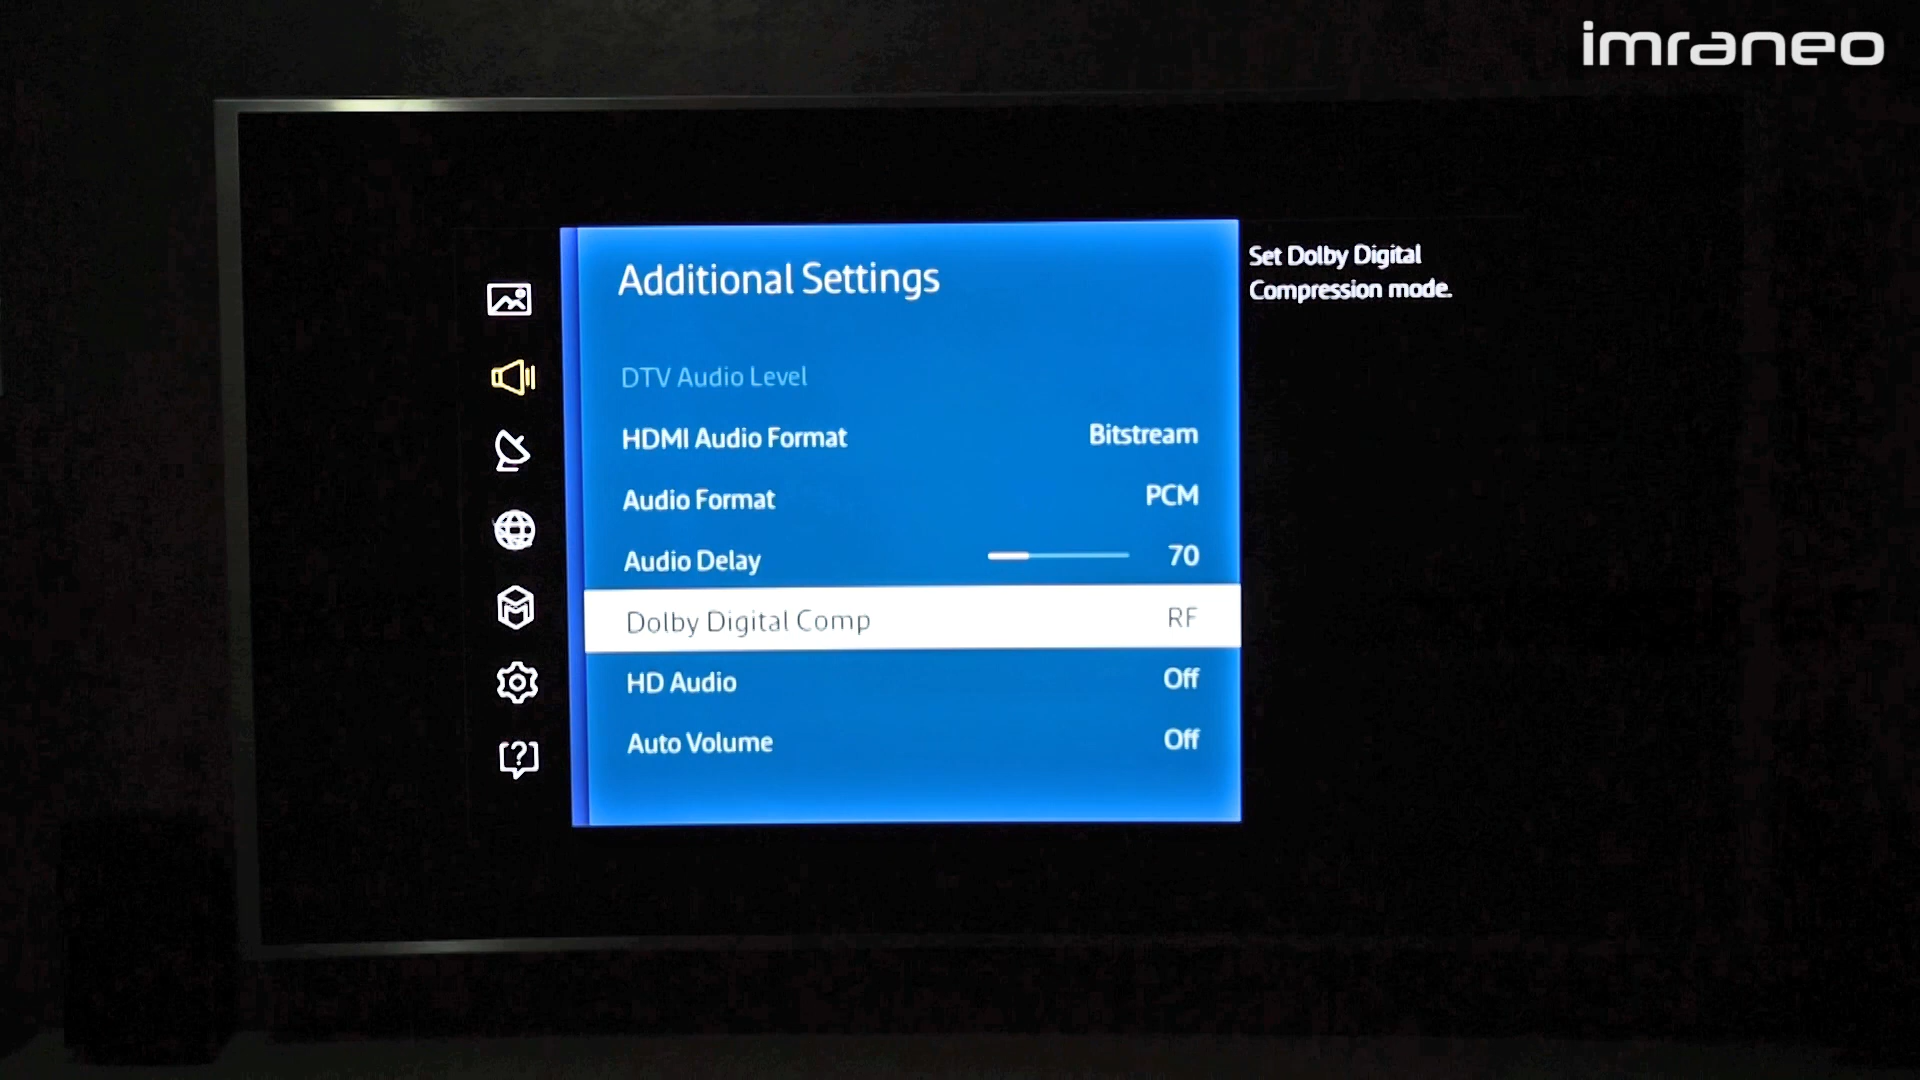 imraneo
Additional Settings
Set Dolby Digital
Compression mode.
DTV Audio Level
HDMI Audio Format Bitstream
Audio Format PCM
Audio Delay 70
Dolby Digital Comp RF
HD Audio Off
Auto Volume Off